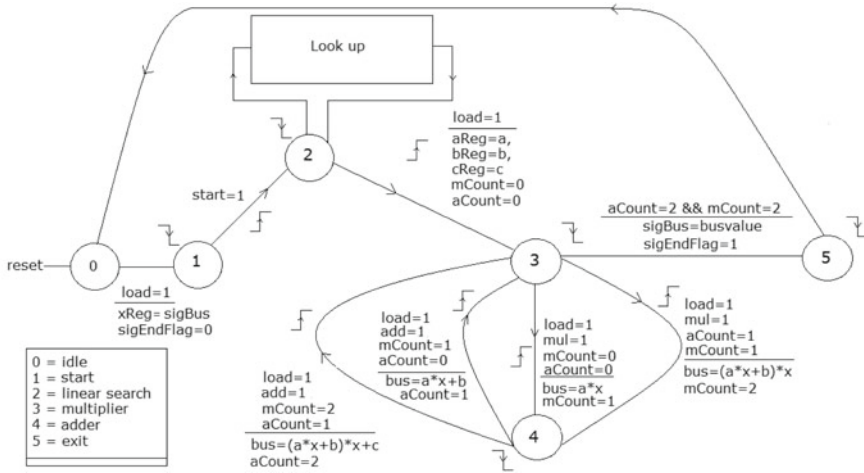 Look up
load=1
aReg=a,
bReg=b,
cReg=c
mCount=0
aCount=0
2
start=1
aCount=2 && mCount=2
sigBus=busvalue
sigEndFlag=1
reset
0
1
3
5
load=1
xReg= sigBus
sigEndFlag=0
load=1
add=1
mCount=1
aCount=0
bus=a*x+b
aCount=1
load=1
mul=1
mCount=0
aCount=0
bus=a*x
mCount=1
load=1
mul=1
aCount=1
mCount=1
bus=(a*x+b)*x
mCount=2
load=1
add=1
mCount=2
aCount=1
bus=(a*x+b)*x+c
aCount=2
4
0 = idle
1 = start
2 = linear search
3 = multiplier
4 = adder
5 = exit